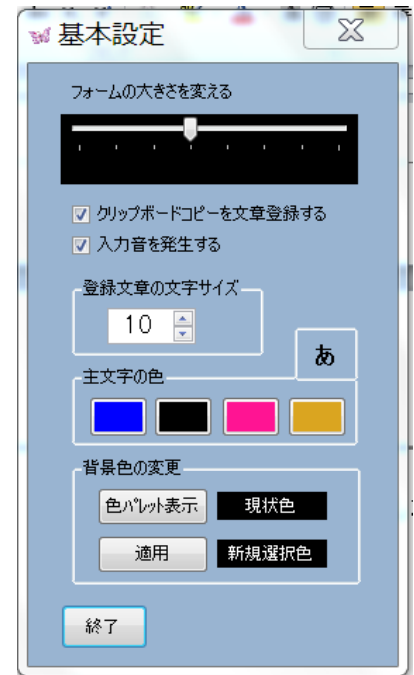 基本設定
フォームの大きさを変える
クリップボードコピーを文章登録する
入力音を発生する
登録文章の文字サイズ
10
あ
主文字の色
背景色の変更
色パレット表示 現状色
適用 新規選択色
終了